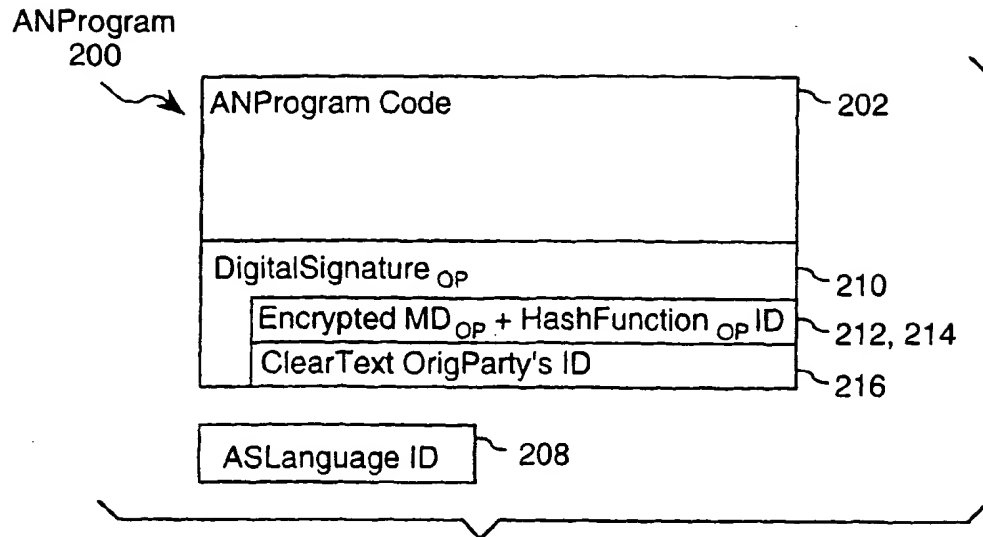 ANProgram
200
ANProgram Code
202
DigitalSignature OP
210
Encrypted MD OP + HashFunction OP ID
212, 214
ClearText OrigParty's ID
216
ASLanguage ID
208